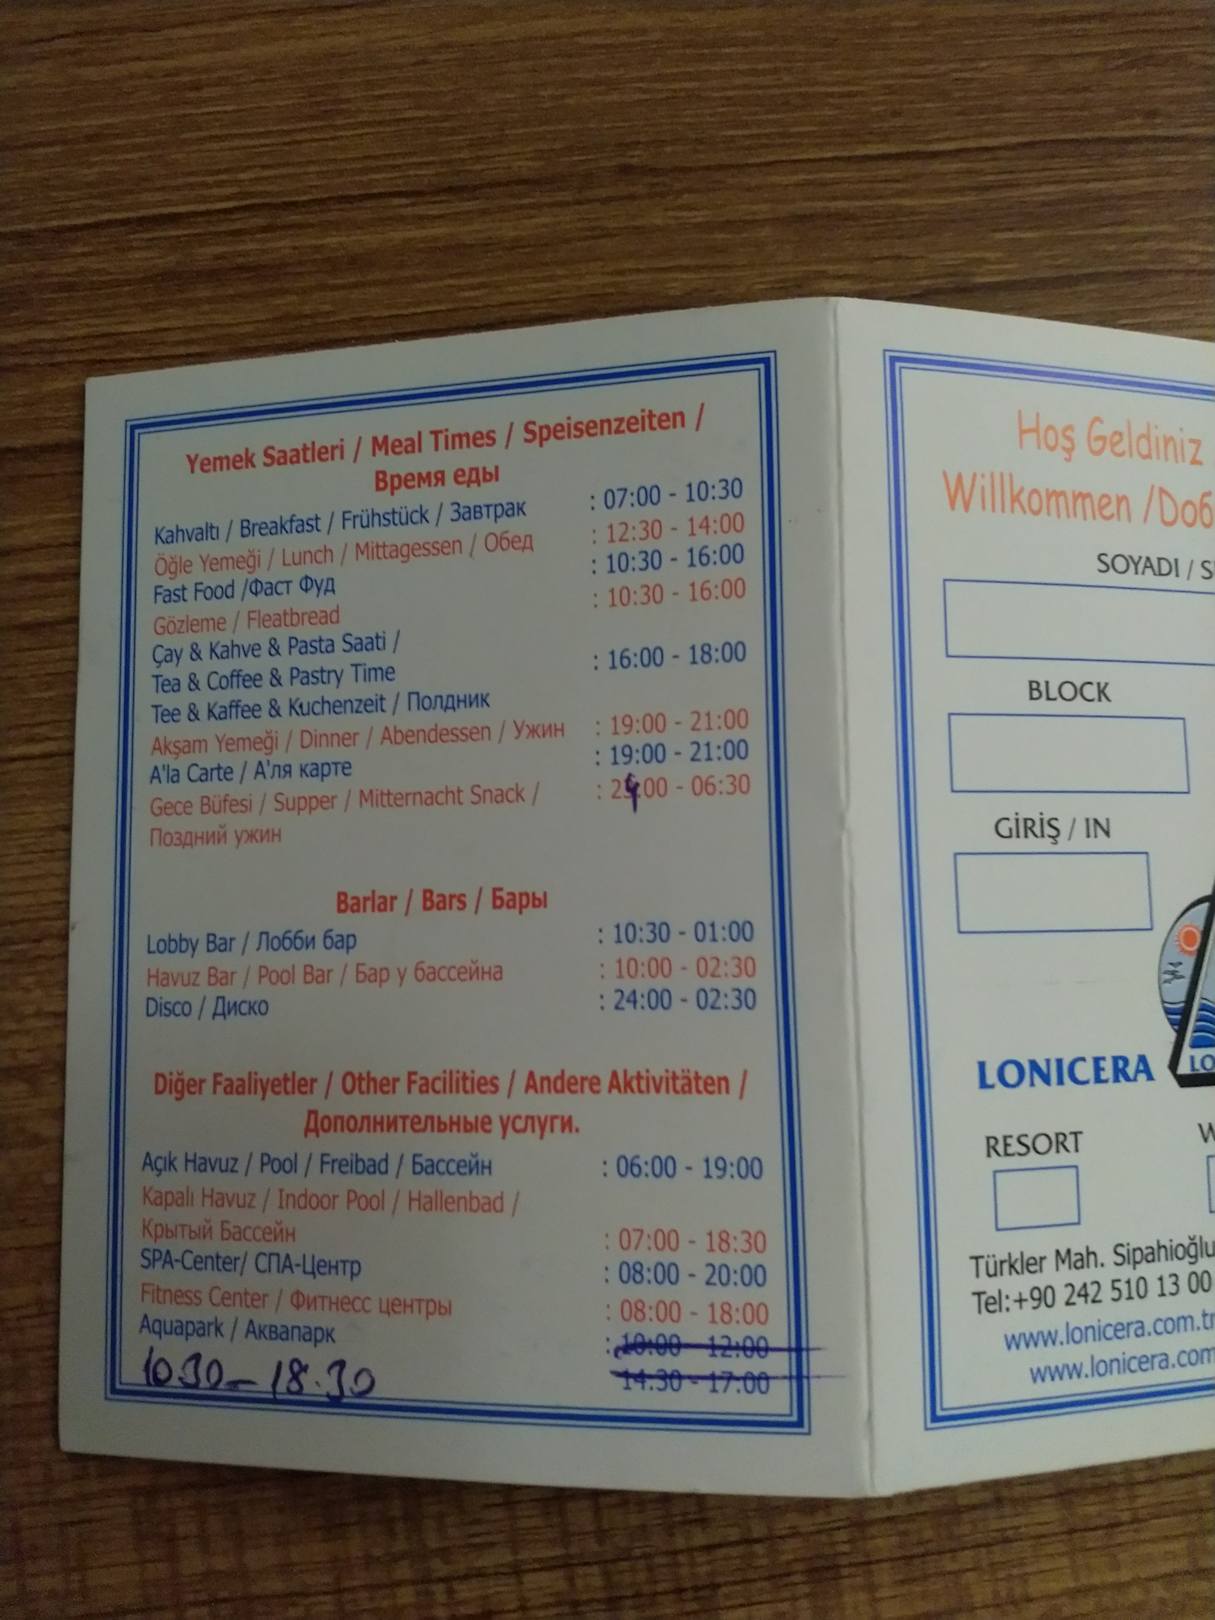 Yemek Saatleri / Meal Times / Speisenzeiten /
Время еды
Kahvaltı / Breakfast / Frühstück / Завтрак : 07:00 - 10:30
Öğle Yemeği / Lunch / Mittagessen / Обед : 12:30 - 14:00
Fast Food /Фаст Фуд : 10:30 - 16:00
Gözleme / Fleatbread : 10:30 - 16:00
Çay & Kahve & Pasta Saati /
Tea & Coffee & Pastry Time : 16:00 - 18:00
Tee & Kaffee & Kuchenzeit / Полдник
Akşam Yemeği / Dinner / Abendessen / Ужин : 19:00 - 21:00
A'la Carte / А'ля карте : 19:00 - 21:00
Gece Büfesi / Supper / Mitternacht Snack / : 24:00 - 06:30
Поздний ужин
Barlar / Bars / Бары
Lobby Bar / Лобби бар : 10:30 - 01:00
Havuz Bar / Pool Bar / Бар у бассейна : 10:00 - 02:30
Disco / Диско : 24:00 - 02:30
Diğer Faaliyetler / Other Facilities / Andere Aktivitäten /
Дополнительные услуги.
Açık Havuz / Pool / Freibad / Бассейн : 06:00 - 19:00
Kapalı Havuz / Indoor Pool / Hallenbad /
Крытый Бассейн : 07:00 - 18:30
SPA-Center/ СПА-Центр : 08:00 - 20:00
Fitness Center / Фитнесс центры : 08:00 - 18:00
Aquapark / Аквапарк : 10:00 - 12:00
10.30 - 18.30 14.30 - 17:00
Hoş Geldiniz
Willkommen /Доб
SOYADI /
BLOCK
GİRİŞ / IN
LONICERA
LO
RESORT
W
Türkler Mah. Sipahioğlu
Tel:+90 242 510 13 00
www.lonicera.com.tr
www.lonicera.com